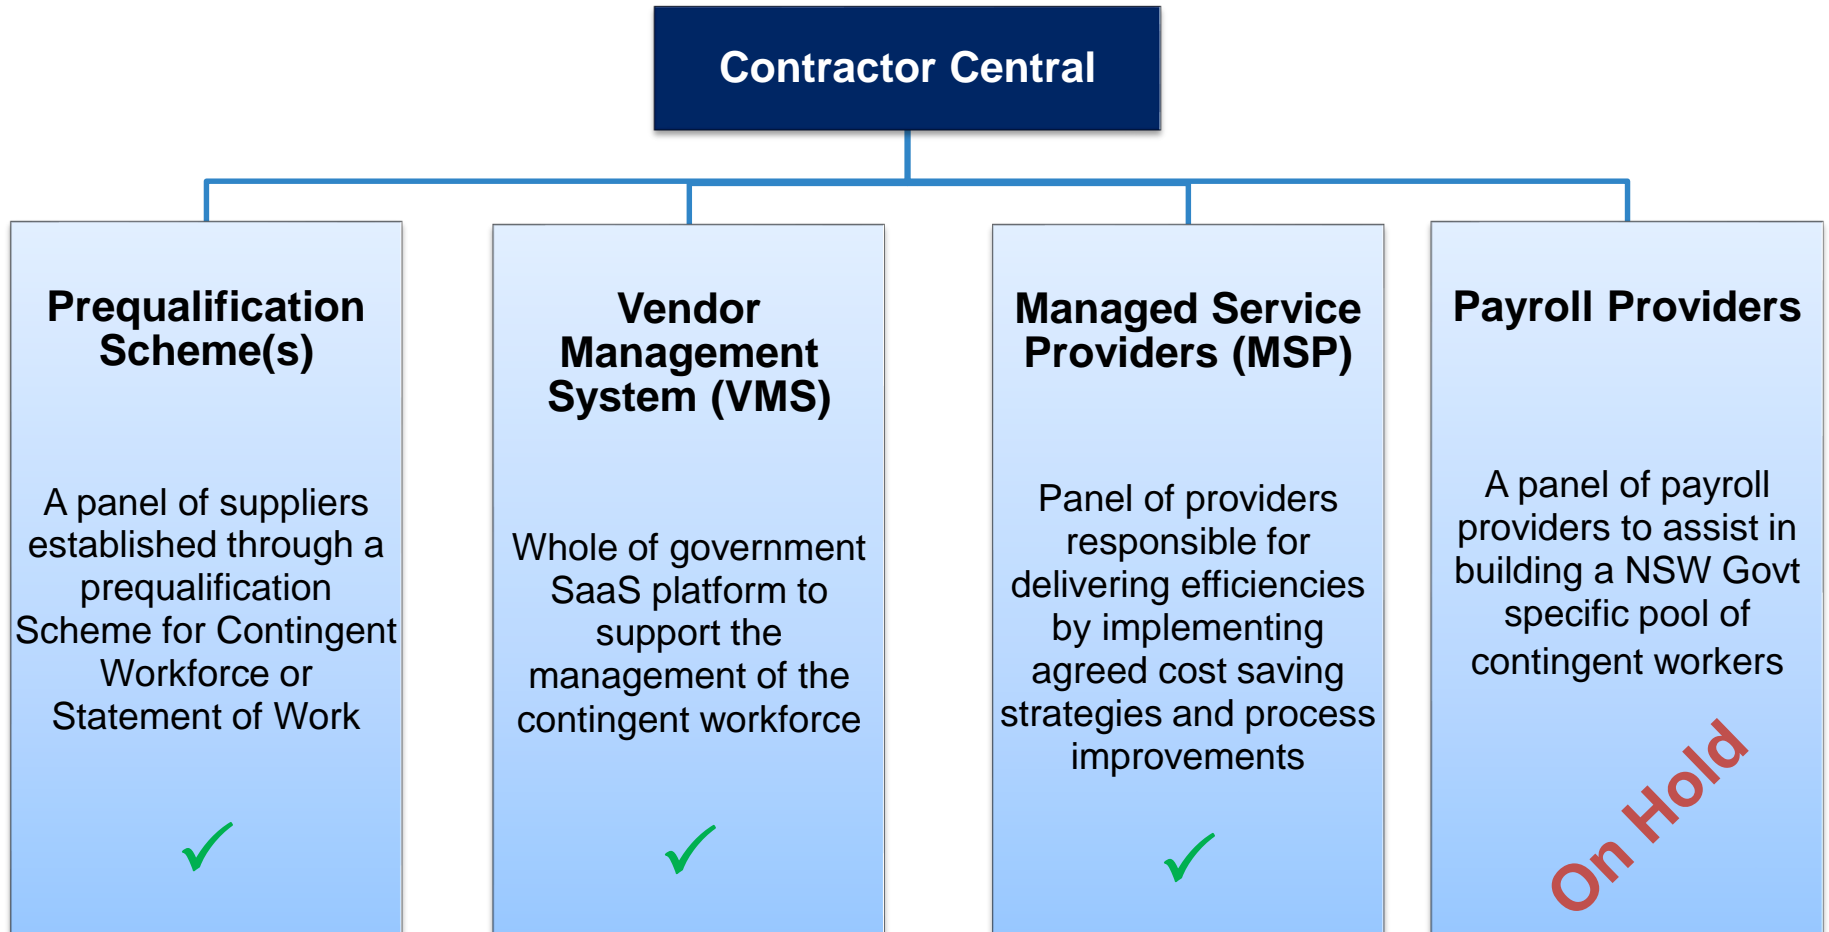 Contractor Central
Prequalification
Scheme(s)
A panel of suppliers
established through a
prequalification
Scheme for Contingent
Workforce or
Statement of Work
✓
Vendor
Management
System (VMS)
Whole of government
SaaS platform to
support the
management of the
contingent workforce
✓
Managed Service
Providers (MSP)
Panel of providers
responsible for
delivering efficiencies
by implementing
agreed cost saving
strategies and process
improvements
✓
Payroll Providers
A panel of payroll
providers to assist in
building a NSW Govt
specific pool of
contingent workers
On Hold